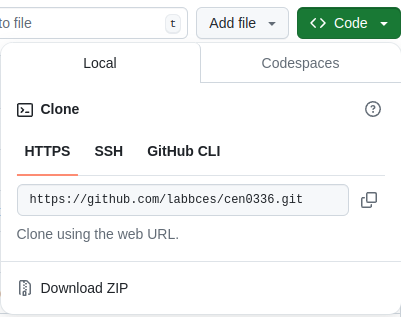 to file t Add file Code
Local Codespaces
Clone
HTTPS SSH GitHub CLI
https://github.com/labbces/cen0336.git
Clone using the web URL.
Download ZIP